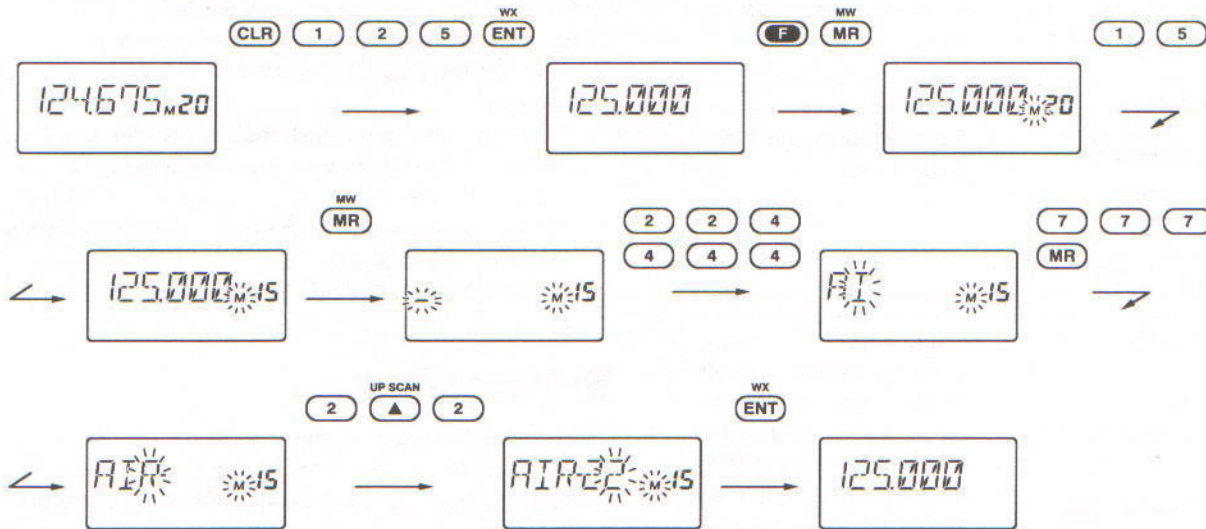 WX MW
CLR 1 2 5 ENT F MR 1 5
124.675 M 20 125.000 125.000 M 20
MW
MR 2 2 4 7 7 7
4 4 4 MR
125.000 M 15 - M 15 AI M 15
UP SCAN WX
2 ▲ 2 ENT
AIR M 15 AIR-22 M 15 125.000